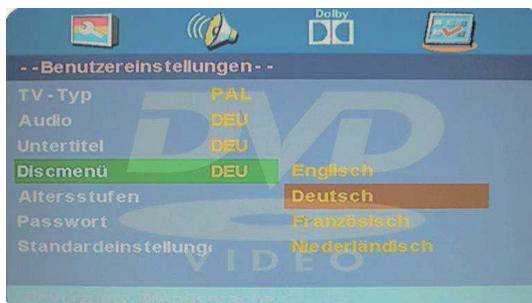 Dolby
--Benutzereinstellungen--
TV-Typ PAL
Audio DEU
Untertitel DEU
Discmenü DEU Englisch
Altersstufen Deutsch
Passwort Französisch
Standardeinstellung Niederländisch
DVD
VIDEO